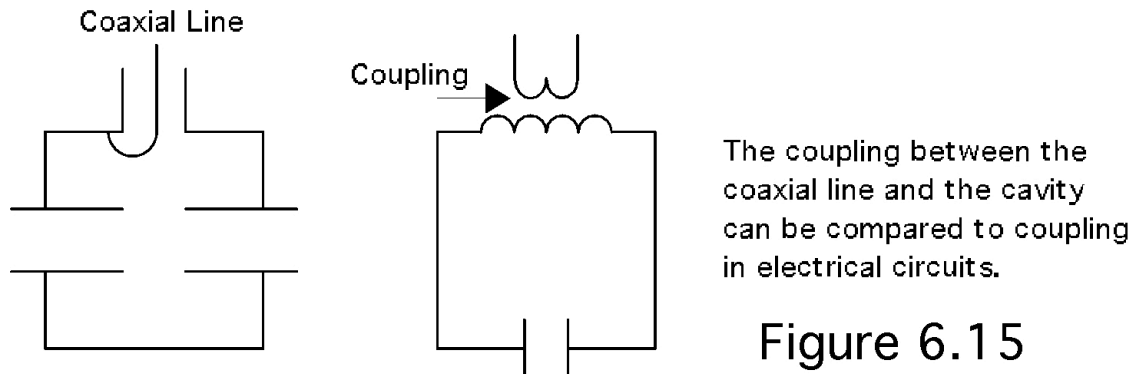 Coaxial Line
Coupling
The coupling between the
coaxial line and the cavity
can be compared to coupling
in electrical circuits.
Figure 6.15